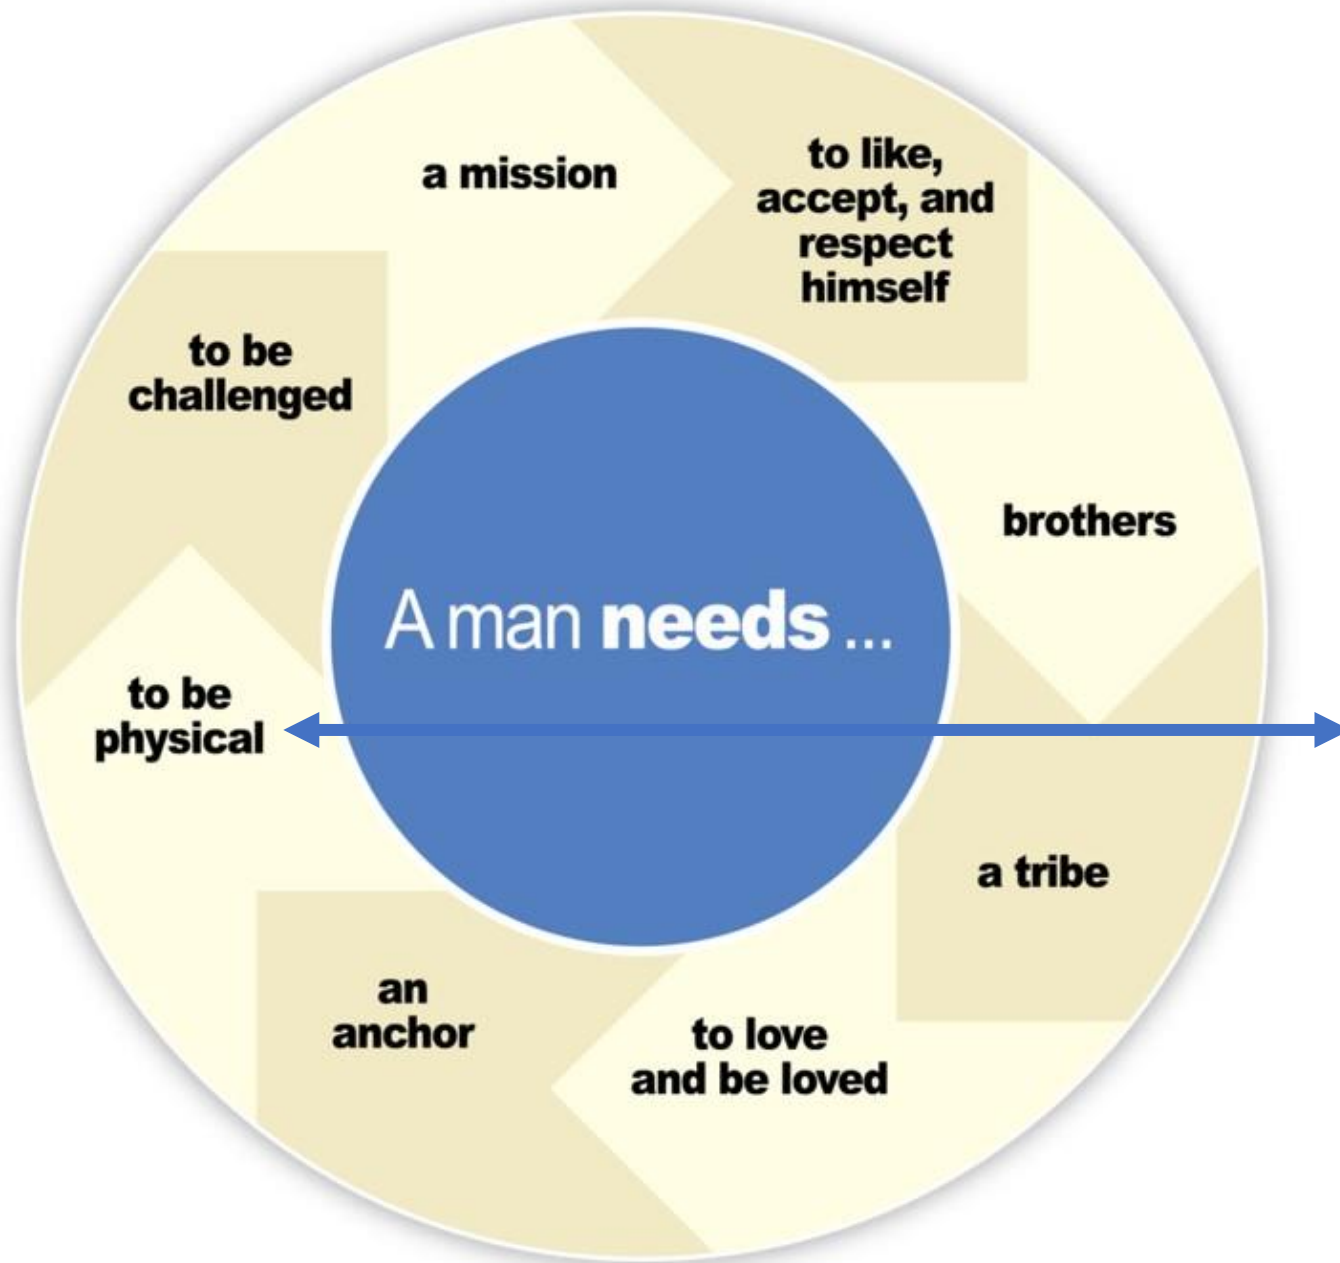 a mission
to like,
accept, and
respect
himself
brothers
a tribe
to love
and be loved
an
anchor
to be
physical
to be
challenged
A man needs ...